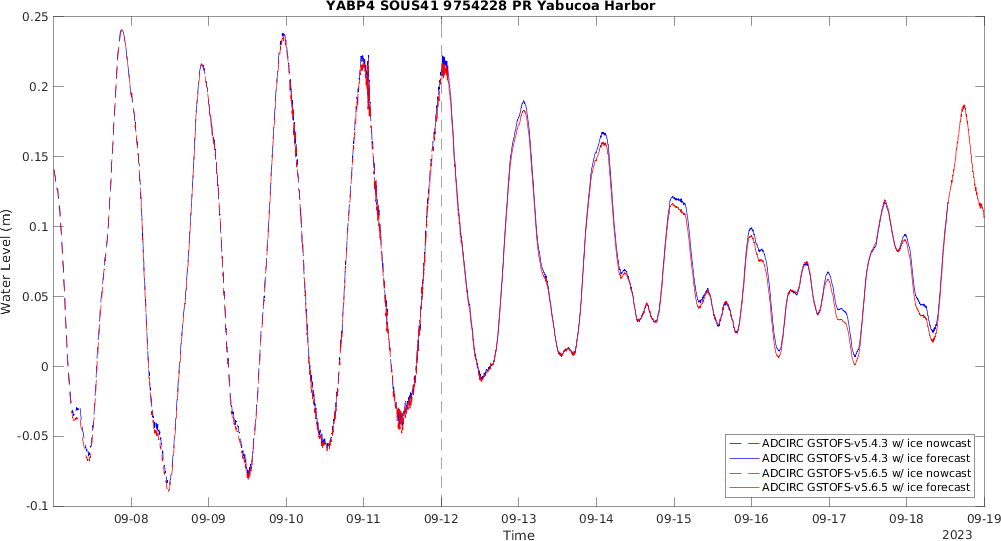 YABP4 SOUS41 9754228 PR Yabucoa Harbor
0.25
0.2
0.15
0.1
0.05
0
-0.05
-0.1
Water Level (m)
09-08 09-09 09-10 09-11 09-12 09-13 09-14 09-15 09-16 09-17 09-18 09-19
Time
2023
ADCIRC GSTOFS-v5.4.3 w/ ice nowcast
ADCIRC GSTOFS-v5.4.3 w/ ice forecast
ADCIRC GSTOFS-v5.6.5 w/ ice nowcast
ADCIRC GSTOFS-v5.6.5 w/ ice forecast